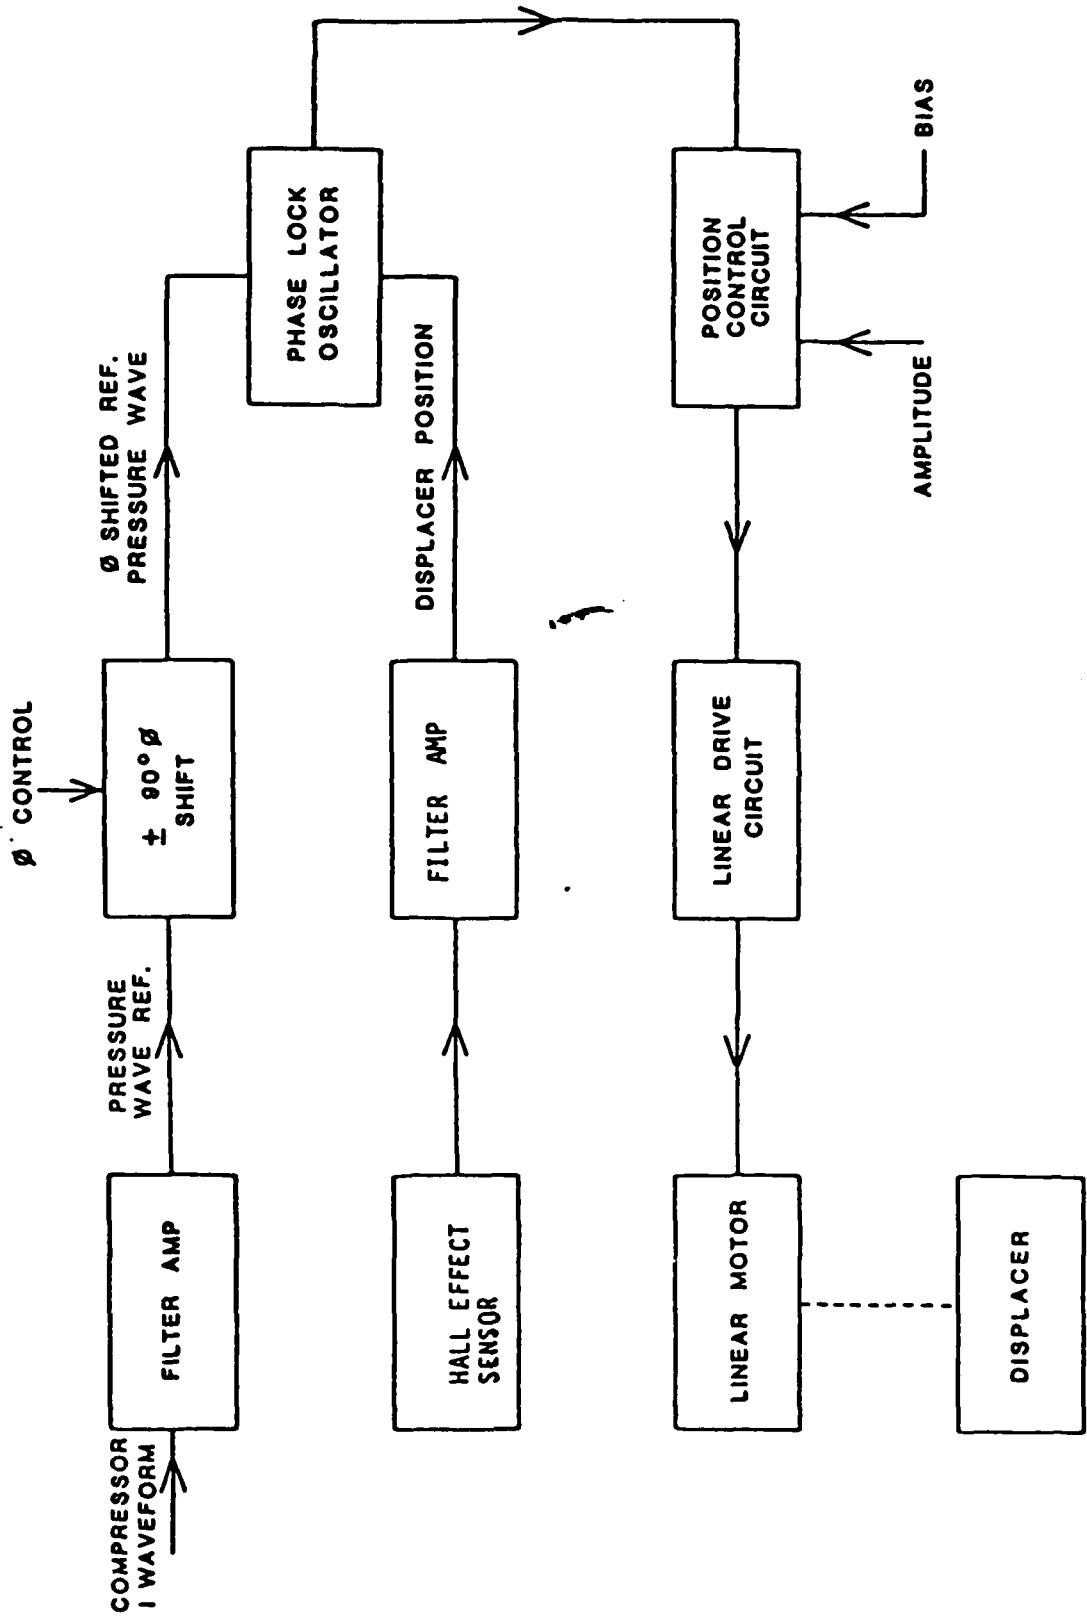 COMPRESSOR
I WAVEFORM
FILTER AMP
PRESSURE
WAVE REF.
Ø CONTROL
± 90° Ø
SHIFT
Ø SHIFTED REF.
PRESSURE WAVE
PHASE LOCK
OSCILLATOR
HALL EFFECT
SENSOR
FILTER AMP
DISPLACER POSITION
LINEAR MOTOR
LINEAR DRIVE
CIRCUIT
POSITION
CONTROL
CIRCUIT
AMPLITUDE
BIAS
DISPLACER